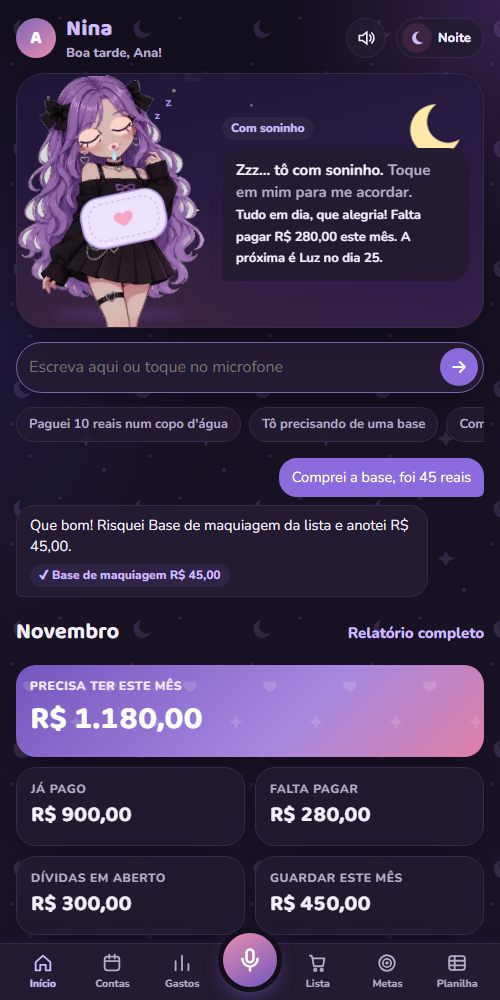 A
Nina
Boa tarde, Ana!
Noite
z
z
Com soninho
Zzz... tô com soninho. Toque
em mim para me acordar.
Tudo em dia, que alegria! Falta
pagar R$ 280,00 este mês. A
próxima é Luz no dia 25.
Escreva aqui ou toque no microfone
Paguei 10 reais num copo d'água
Tô precisando de uma base
Com
Comprei a base, foi 45 reais
Que bom! Risquei Base de maquiagem da lista e anotei R$
45,00.
✓ Base de maquiagem R$ 45,00
Novembro
Relatório completo
PRECISA TER ESTE MÊS
R$ 1.180,00
JÁ PAGO
R$ 900,00
FALTA PAGAR
R$ 280,00
DÍVIDAS EM ABERTO
R$ 300,00
GUARDAR ESTE MÊS
R$ 450,00
Início
Contas
Gastos
Lista
Metas
Planilha